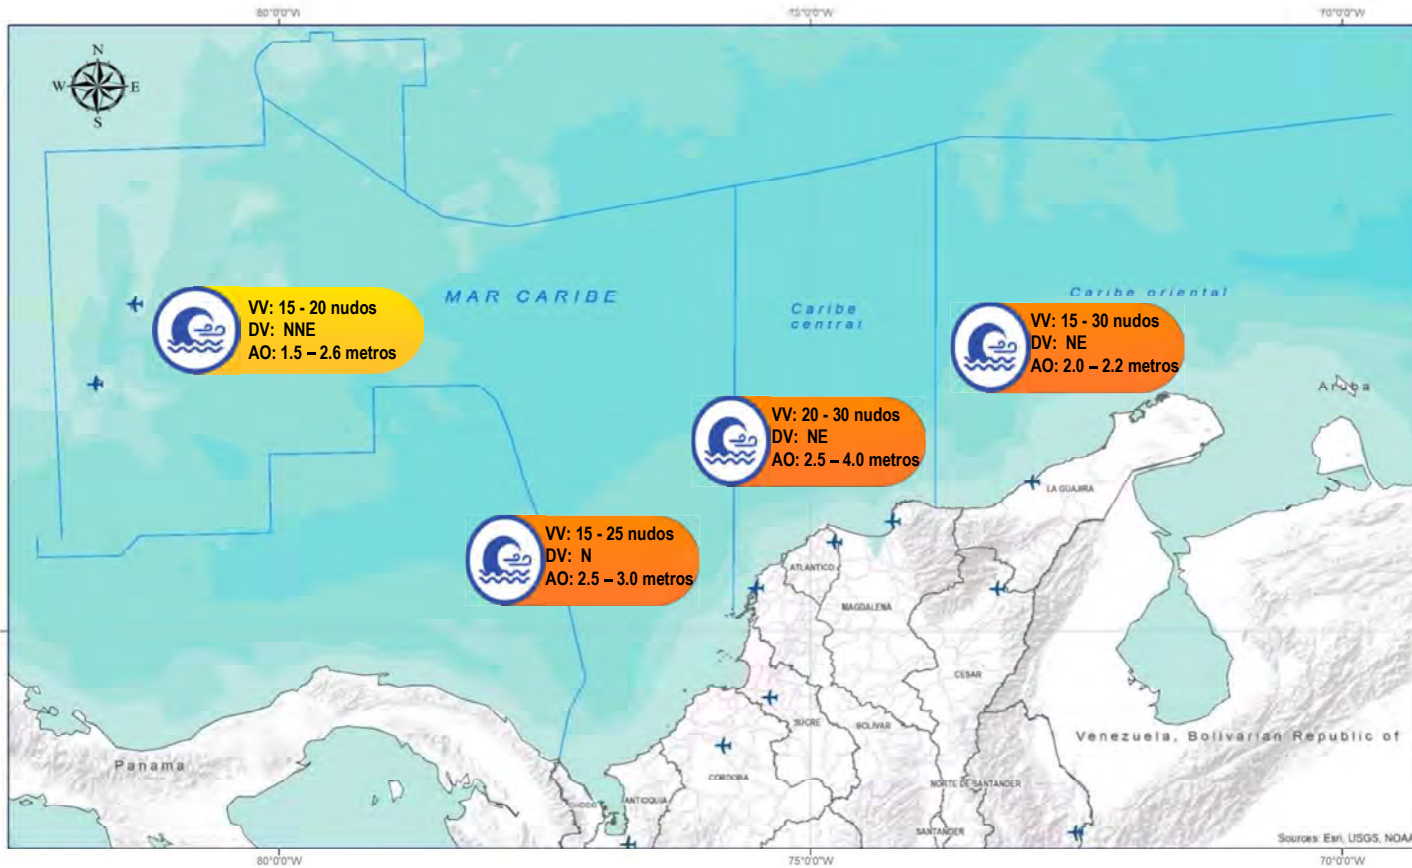 80°0'0"W
75°0'0"W
70°0'0"W
N
W
E
S
VV: 15 - 20 nudos
DV: NNE
AO: 1.5 – 2.6 metros
MAR CARIBE
Caribe
central
Caribe oriental
VV: 15 - 30 nudos
DV: NE
AO: 2.0 – 2.2 metros
Aruba
VV: 20 - 30 nudos
DV: NE
AO: 2.5 – 4.0 metros
LA GUAJIRA
VV: 15 - 25 nudos
DV: N
AO: 2.5 – 3.0 metros
ATLANTICO
MAGDALENA
CESAR
SUCRE
BOLIVAR
Venezuela, Bolivarian Republic of
Panama
CORDOBA
NORTE DE SANTANDER
CHOCO
ANTIOQUIA
SANTANDER
Sources: Esri, USGS, NOAA
80°0'0"W
75°0'0"W
70°0'0"W